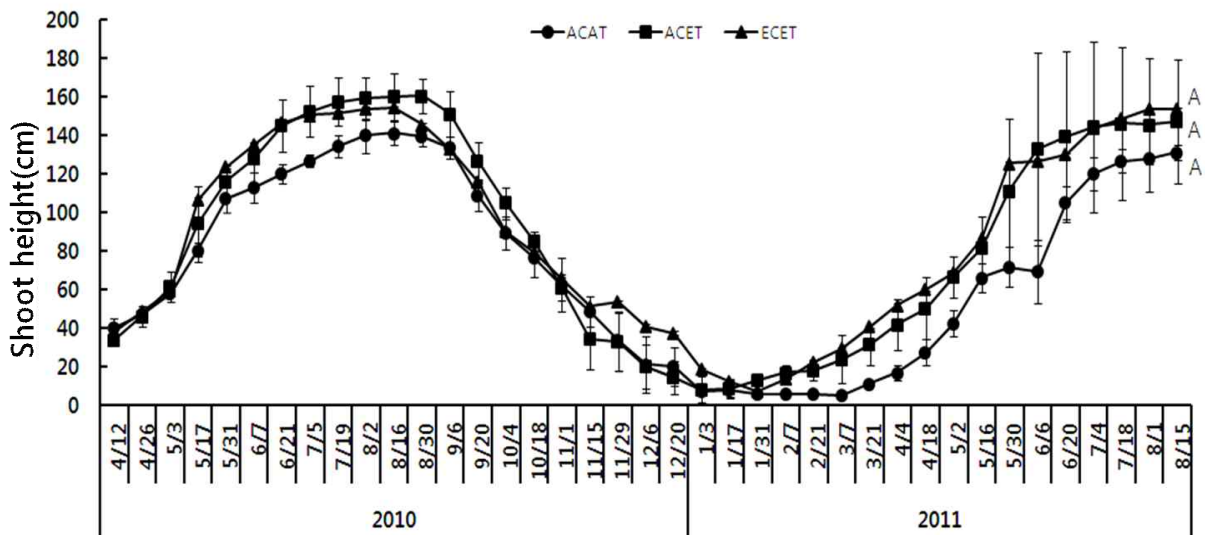 200
ACAT ACET ECET
180
160
140
120
100
80
60
40
20
0
Shoot height(cm)
A
A
A
4/12 4/26 5/3 5/17 5/31 6/7 6/21 7/5 7/19 8/2 8/16 8/30 9/6 9/20 10/4 10/18 11/1 11/15 11/29 12/6 12/20 1/3 1/17 1/31 2/7 2/21 3/7 3/21 4/4 4/18 5/2 5/16 5/30 6/6 6/20 7/4 7/18 8/1 8/15
2010 2011